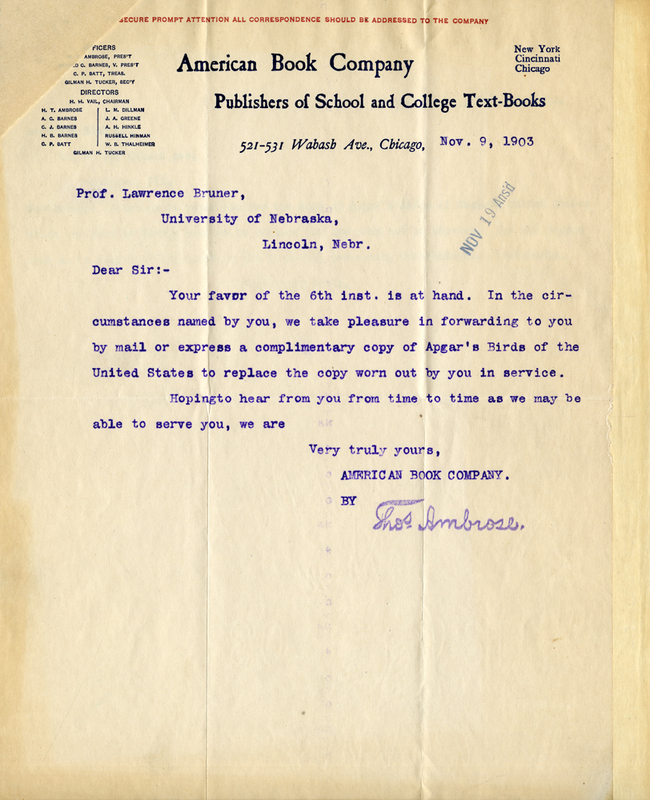 SECURE PROMPT ATTENTION ALL CORRESPONDENCE SHOULD BE ADDRESSED TO THE COMPANY
FICERS
AMBROSE, PRES'T
C. BARNES, V. PRES'T
C. P. BATT, TREAS.
GILMAN H. TUCKER, SEC'Y
DIRECTORS
H. H. VAIL, CHAIRMAN
H. T. AMBROSE
A. C. BARNES
C. J. BARNES
H. B. BARNES
C. P. BATT
L. M. DILLMAN
J. A. GREENE
A. H. HINKLE
RUSSELL HINMAN
W. B. THALHEIMER
GILMAN H. TUCKER
American Book Company
Publishers of School and College Text-Books
New York
Cincinnati
Chicago
521-531 Wabash Ave., Chicago, Nov. 9, 1903
NOV 19 Ans'd
Prof. Lawrence Bruner,
University of Nebraska,
Lincoln, Nebr.
Dear Sir:-
Your favor of the 6th inst. is at hand. In the cir-
cumstances named by you, we take pleasure in forwarding to you
by mail or express a complimentary copy of Apgar's Birds of the
United States to replace the copy worn out by you in service.
Hopingto hear from you from time to time as we may be
able to serve you, we are
Very truly yours,
AMERICAN BOOK COMPANY.
BY
Thos. Ambrose.